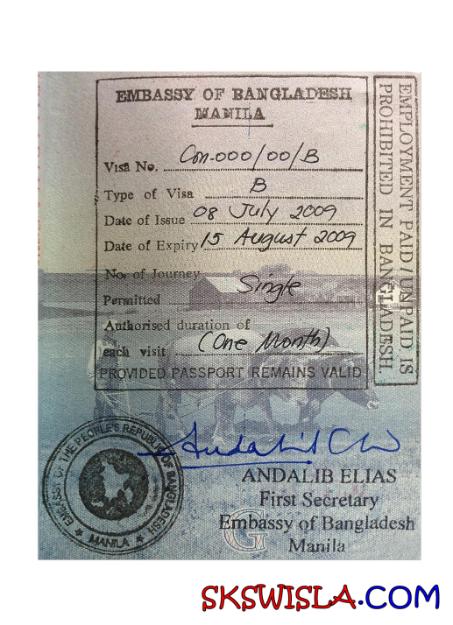 EMBASSY OF BANGLADESH
MANILA
Visa No. Con-000/00/B
Type of Visa B
Date of Issue 08 July 2009
Date of Expiry 15 August 2009
No. of Journey
Permitted Single
Authorised duration of
each visit (One Month)
PROVIDED PASSPORT REMAINS VALID
EMPLOYMENT PAID/UNPAID IS
PROHIBITED IN BANGLADESH.
EMBASSY OF THE PEOPLE'S REPUBLIC OF BANGLADESH
MANILA
ANDALIB ELIAS
First Secretary
Embassy of Bangladesh
Manila
G
SKSWISLA.COM